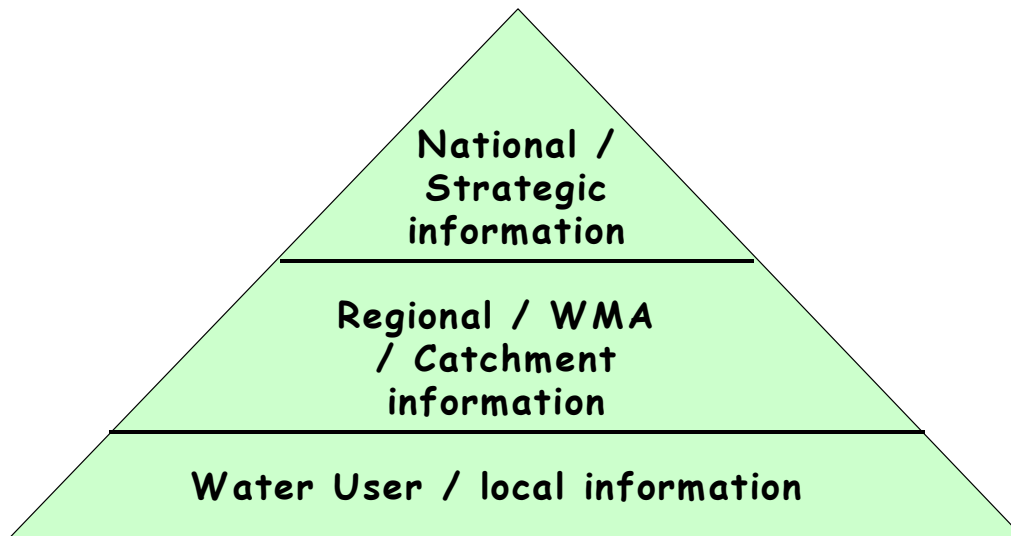 National /
Strategic
information
Regional / WMA
/ Catchment
information
Water User / local information